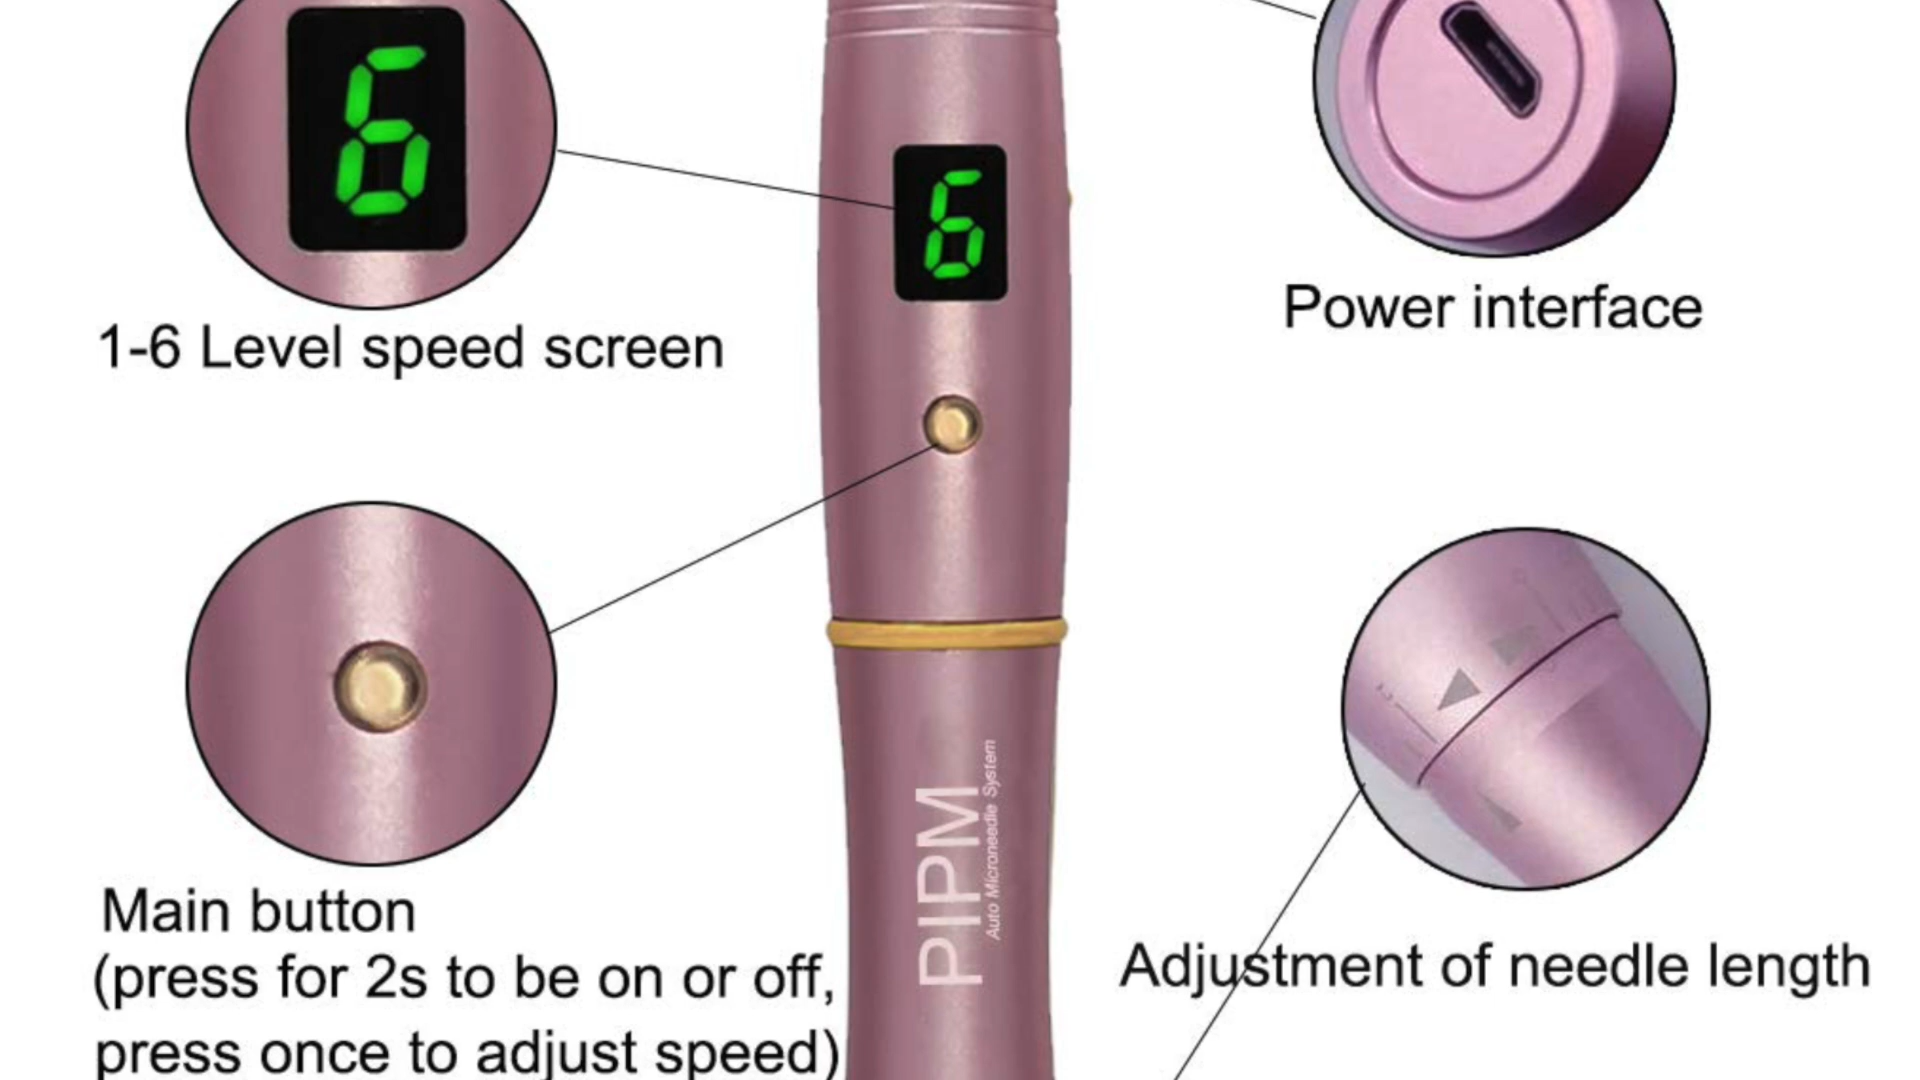 6
6
1-6 Level speed screen
Power interface
Main button
(press for 2s to be on or off,
press once to adjust speed)
PIPM
Auto Microneedle System
Adjustment of needle length